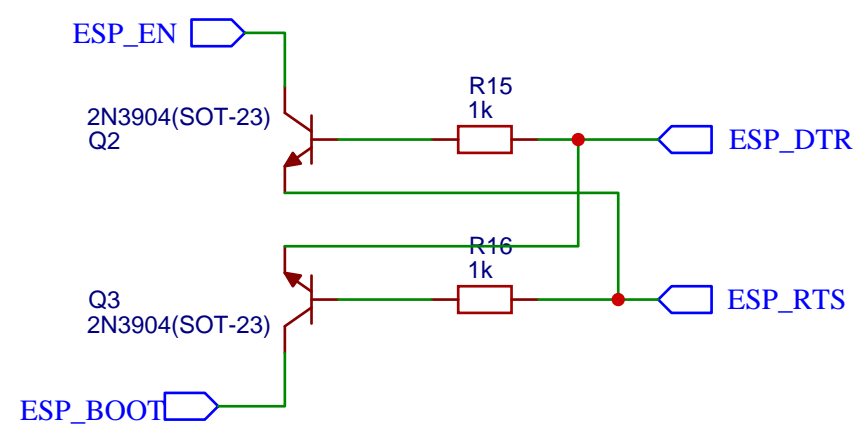 ESP_EN
R15
1k
2N3904(SOT-23)
Q2
ESP_DTR
R16
1k
Q3
2N3904(SOT-23)
ESP_RTS
ESP_BOOT